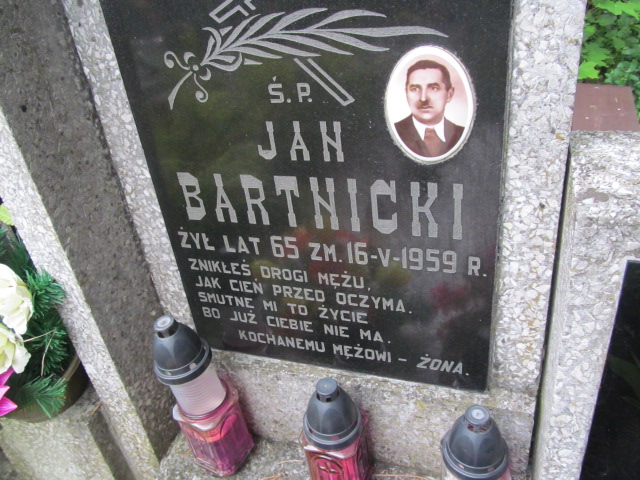 Ś.P.
JAN
BARTNICKI
ŻYŁ LAT 65 ZM. 16-V-1959 R.
ZNIKŁEŚ DROGI MĘŻU,
JAK CIEŃ PRZED OCZYMA.
SMUTNE MI TO ŻYCIE
BO JUŻ CIEBIE NIE MA.
KOCHANEMU MĘŻOWI - ŻONA.